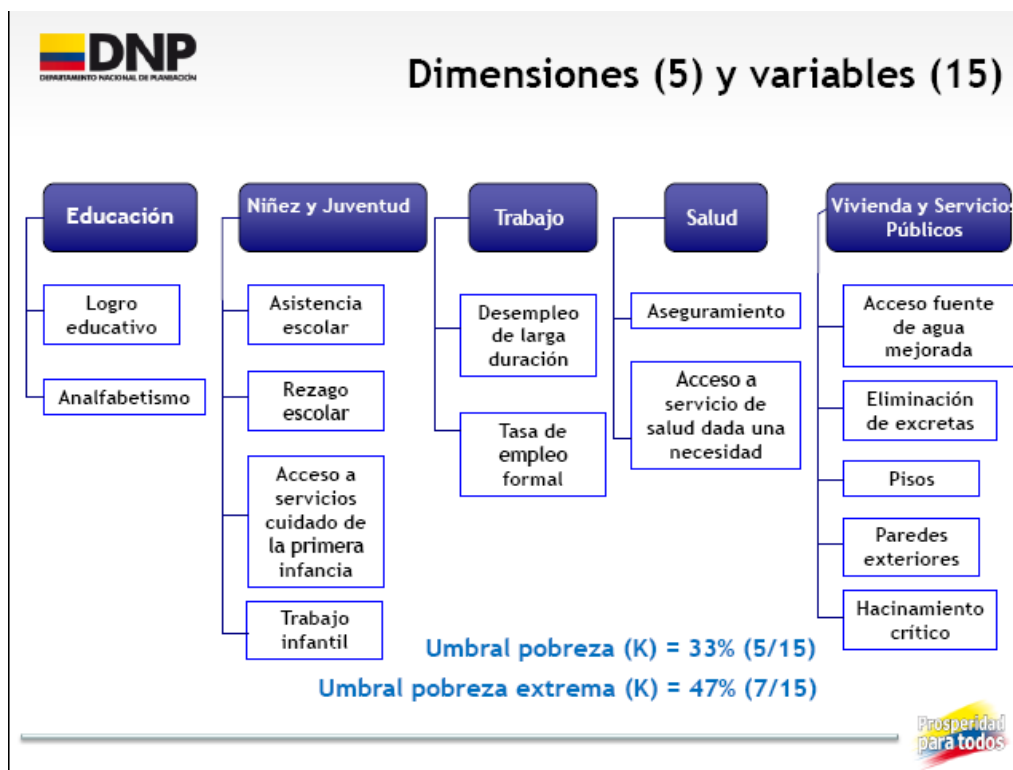 DNP
DEPARTAMENTO NACIONAL DE PLANEACIÓN
Dimensiones (5) y variables (15)
Educación
Logro
educativo
Analfabetismo
Niñez y Juventud
Asistencia
escolar
Rezago
escolar
Acceso a
servicios
cuidado de
la primera
infancia
Trabajo
infantil
Trabajo
Desempleo
de larga
duración
Tasa de
empleo
formal
Salud
Aseguramiento
Acceso a
servicio de
salud dada una
necesidad
Vivienda y Servicios
Públicos
Acceso fuente
de agua
mejorada
Eliminación
de excretas
Pisos
Paredes
exteriores
Hacinamiento
crítico
Umbral pobreza (K) = 33% (5/15)
Umbral pobreza extrema (K) = 47% (7/15)
Prosperidad
para todos